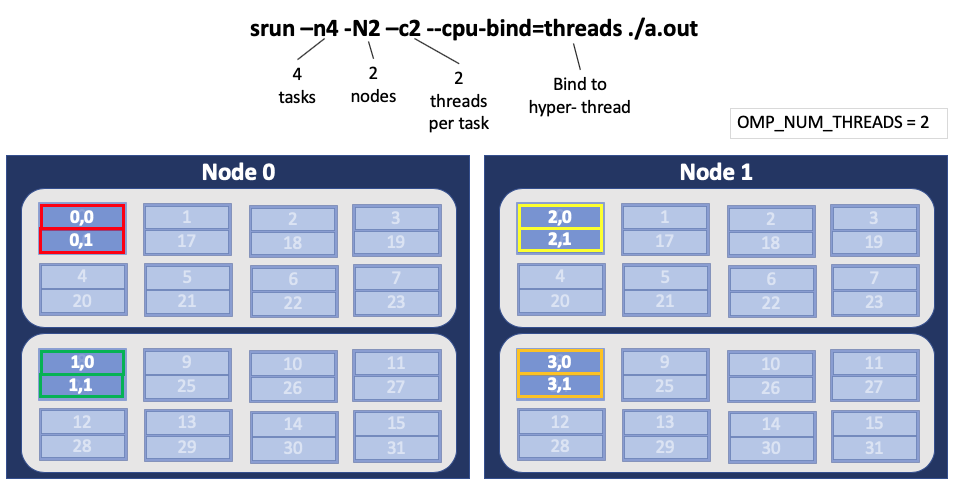 srun –n4 -N2 –c2 --cpu-bind=threads ./a.out
4
tasks
2
nodes
2
threads
per task
Bind to
hyper- thread
OMP_NUM_THREADS = 2
Node 0
0,0 1 2 3
0,1 17 18 19
4 5 6 7
20 21 22 23
1,0 9 10 11
1,1 25 26 27
12 13 14 15
28 29 30 31
Node 1
2,0 1 2 3
2,1 17 18 19
4 5 6 7
20 21 22 23
3,0 9 10 11
3,1 25 26 27
12 13 14 15
28 29 30 31